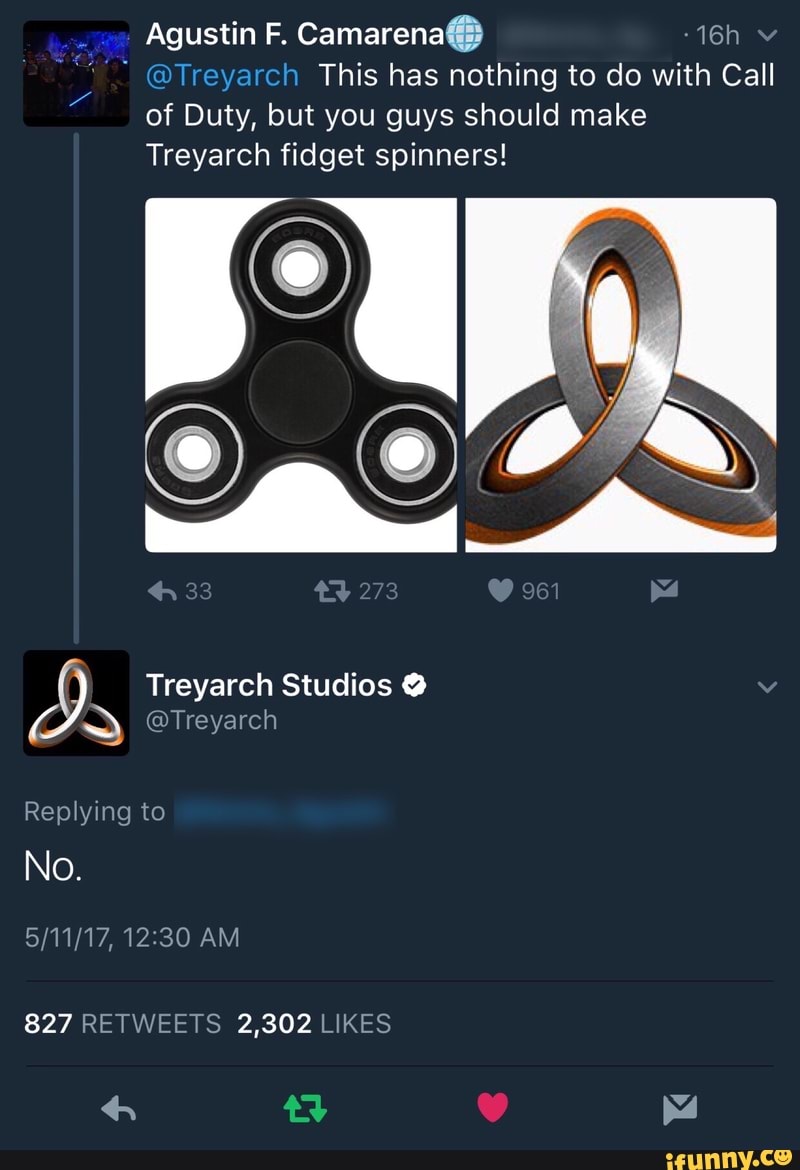 Agustin F. Camarena🌐 · 16h
@Treyarch This has nothing to do with Call
of Duty, but you guys should make
Treyarch fidget spinners!
33 273 961
Treyarch Studios
@Treyarch
Replying to
No.
5/11/17, 12:30 AM
827 RETWEETS 2,302 LIKES
ifunny.co